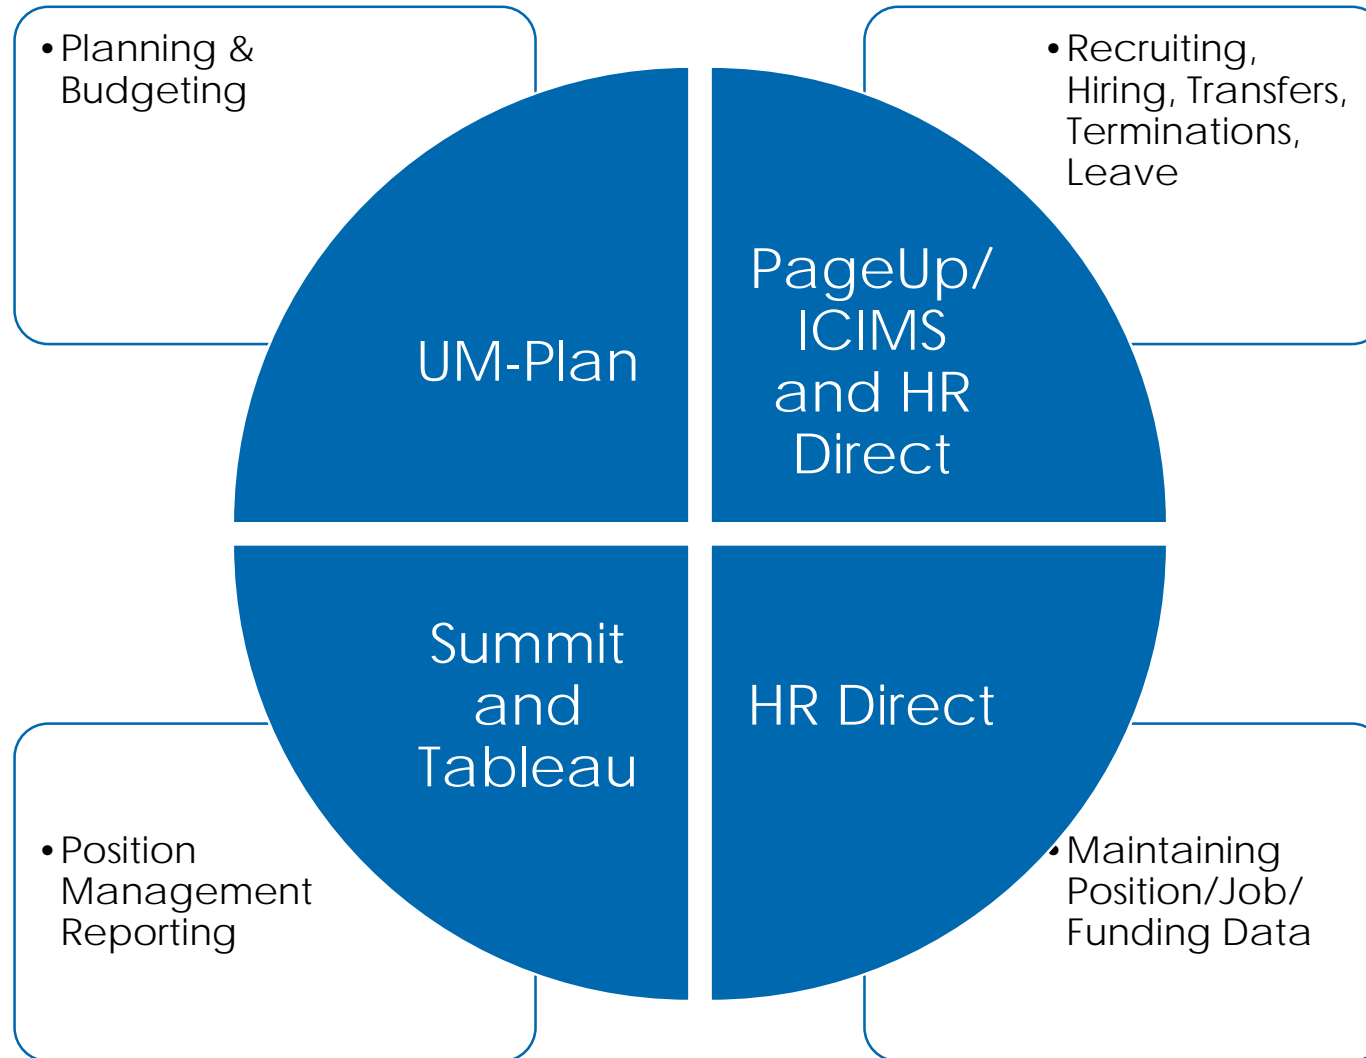 •Planning &
Budgeting
•Recruiting,
Hiring, Transfers,
Terminations,
Leave
UM-Plan
PageUp/
ICIMS
and HR
Direct
Summit
and
Tableau
HR Direct
•Position
Management
Reporting
•Maintaining
Position/Job/
Funding Data